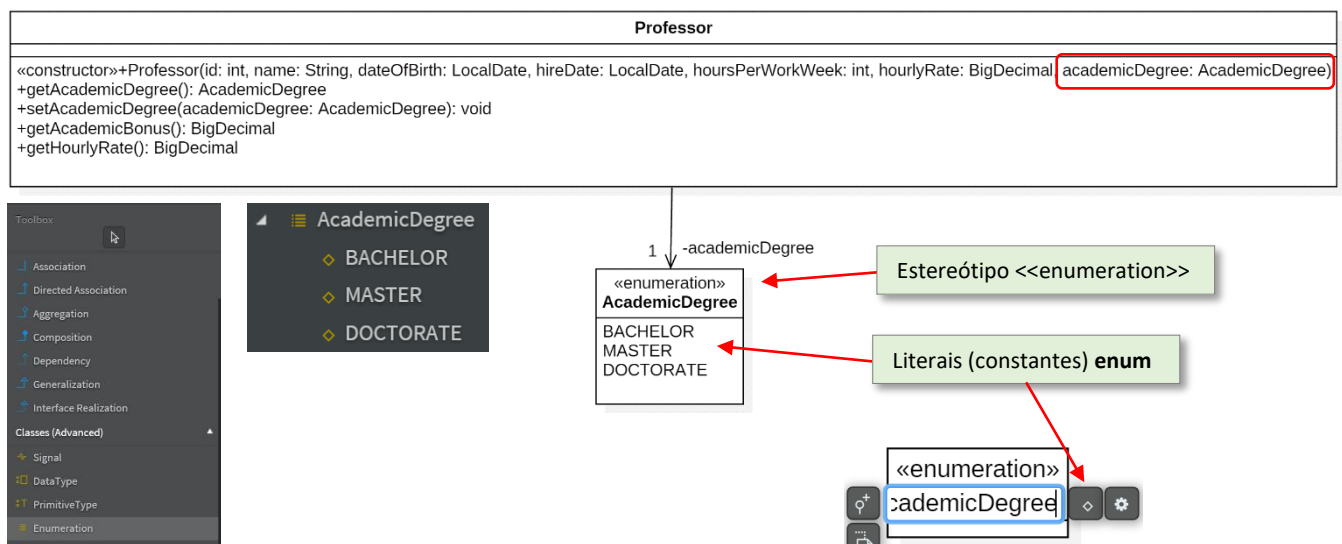 Professor
«constructor»+Professor(id: int, name: String, dateOfBirth: LocalDate, hireDate: LocalDate, hoursPerWorkWeek: int, hourlyRate: BigDecimal, academicDegree: AcademicDegree)
+getAcademicDegree(): AcademicDegree
+setAcademicDegree(academicDegree: AcademicDegree): void
+getAcademicBonus(): BigDecimal
+getHourlyRate(): BigDecimal
Toolbox
Association
Directed Association
Aggregation
Composition
Dependency
Generalization
Interface Realization
Classes (Advanced)
Signal
DataType
PrimitiveType
Enumeration
AcademicDegree
BACHELOR
MASTER
DOCTORATE
1 -academicDegree
«enumeration»
AcademicDegree
BACHELOR
MASTER
DOCTORATE
Estereótipo <<enumeration>>
Literais (constantes) enum
«enumeration»
cademicDegree